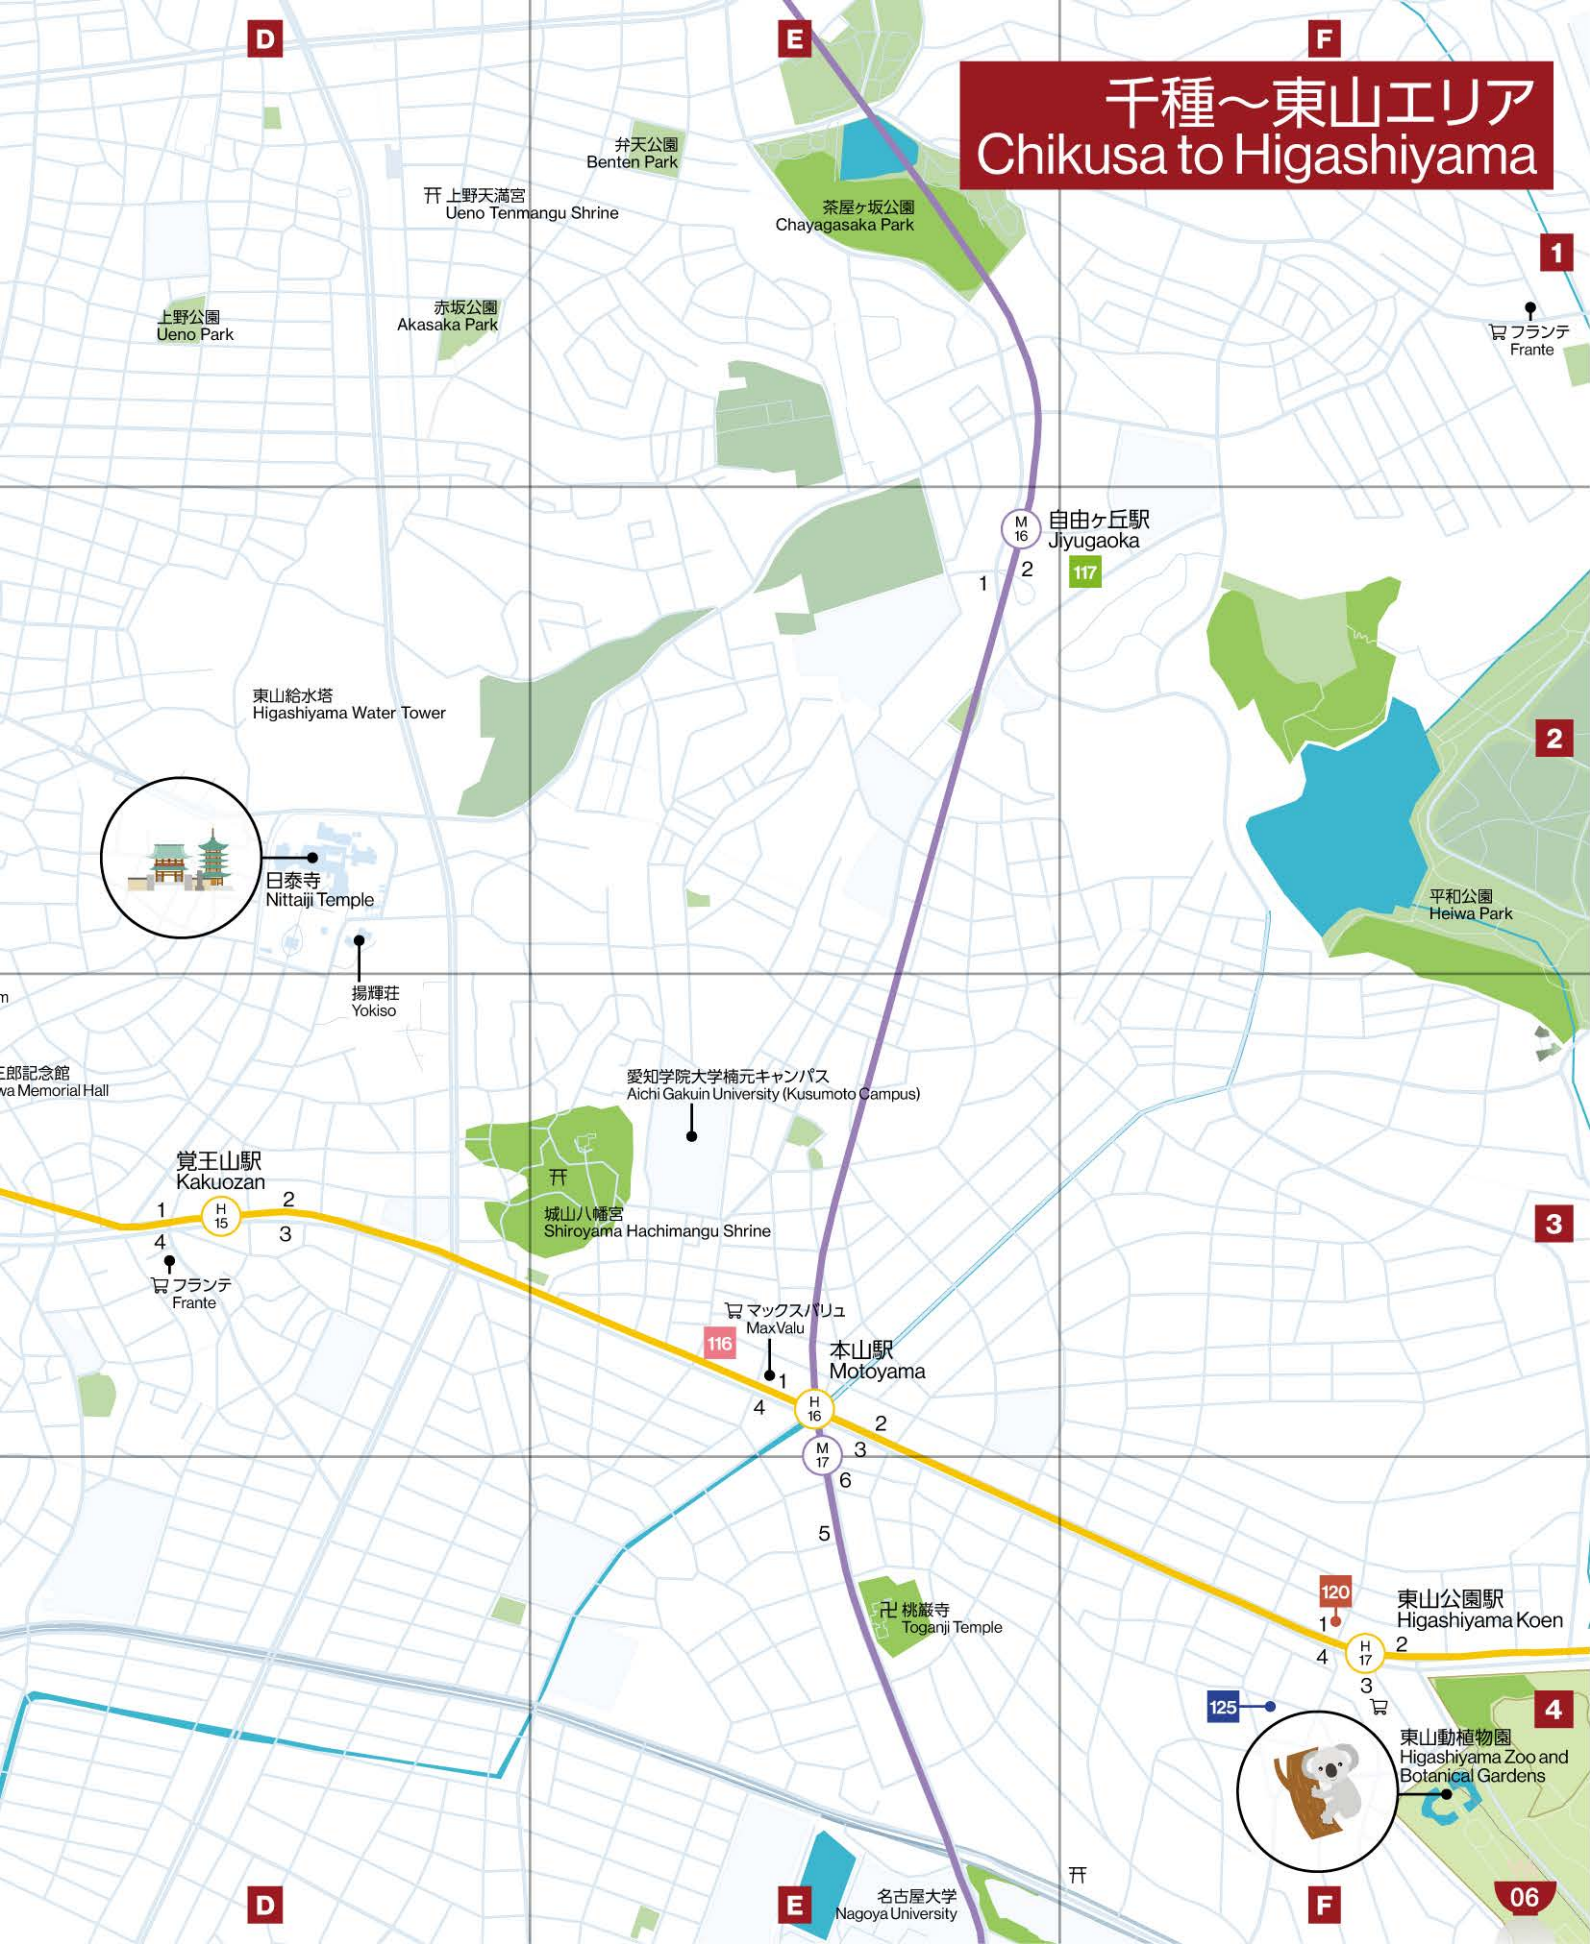 D
E
F
千種～東山エリア
Chikusa to Higashiyama
弁天公園
Benten Park
上野天満宮
Ueno Tenmangu Shrine
茶屋ヶ坂公園
Chayagasaka Park
1
上野公園
Ueno Park
赤坂公園
Akasaka Park
フランテ
Frante
M
16
自由ヶ丘駅
Jiyugaoka
1
2
117
東山給水塔
Higashiyama Water Tower
2
日泰寺
Nittaiji Temple
平和公園
Heiwa Park
m
揚輝荘
Yokiso
三郎記念館
wa Memorial Hall
愛知学院大学楠元キャンパス
Aichi Gakuin University (Kusumoto Campus)
覚王山駅
Kakuozan
1
H
15
2
4
3
フランテ
Frante
城山八幡宮
Shiroyama Hachimangu Shrine
3
マックスバリュ
MaxValu
116
本山駅
Motoyama
1
4
H
16
2
M
17
3
6
5
桃巌寺
Toganji Temple
120
東山公園駅
Higashiyama Koen
1
4
H
17
2
3
125
4
東山動植物園
Higashiyama Zoo and
Botanical Gardens
名古屋大学
Nagoya University
D
E
F
06